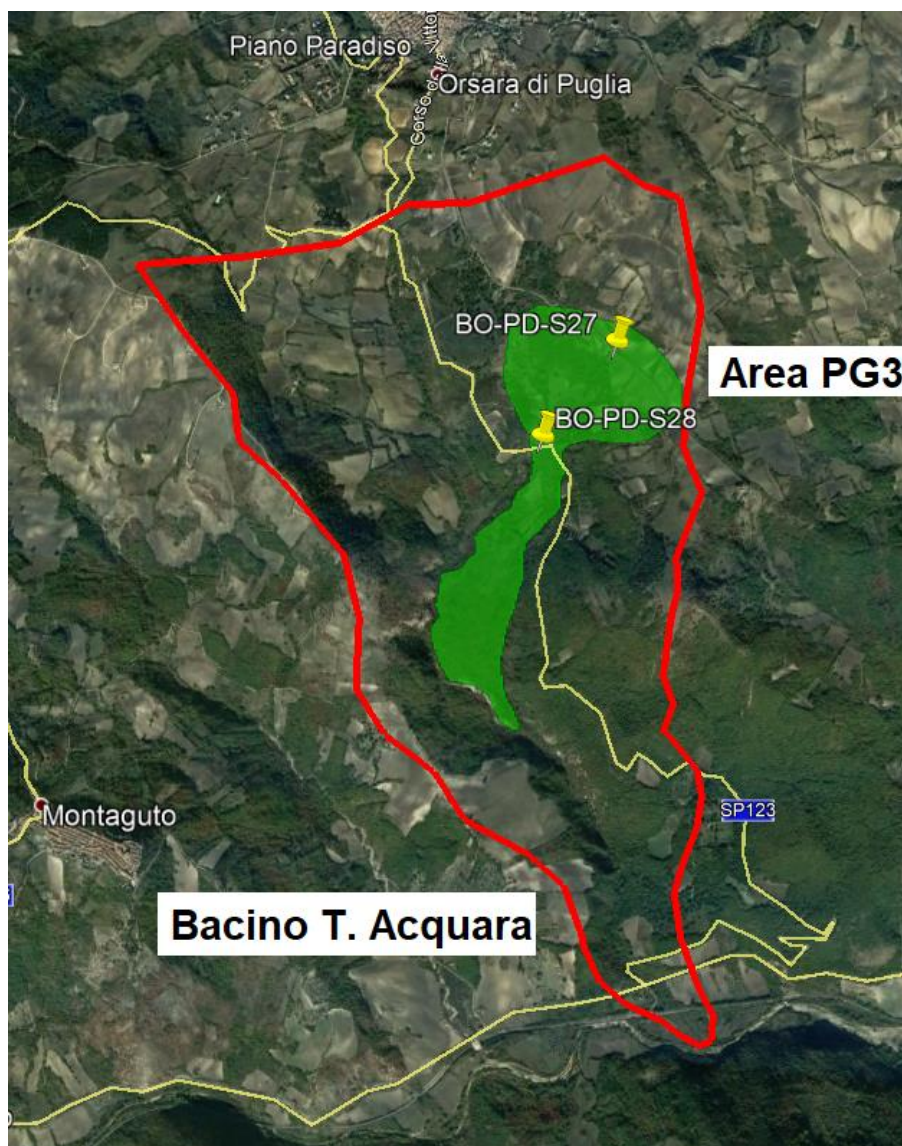 Piano Paradiso
Orsara di Puglia
BO-PD-S27
Area PG3
BO-PD-S28
Montaguto
SP123
Bacino T. Acquara